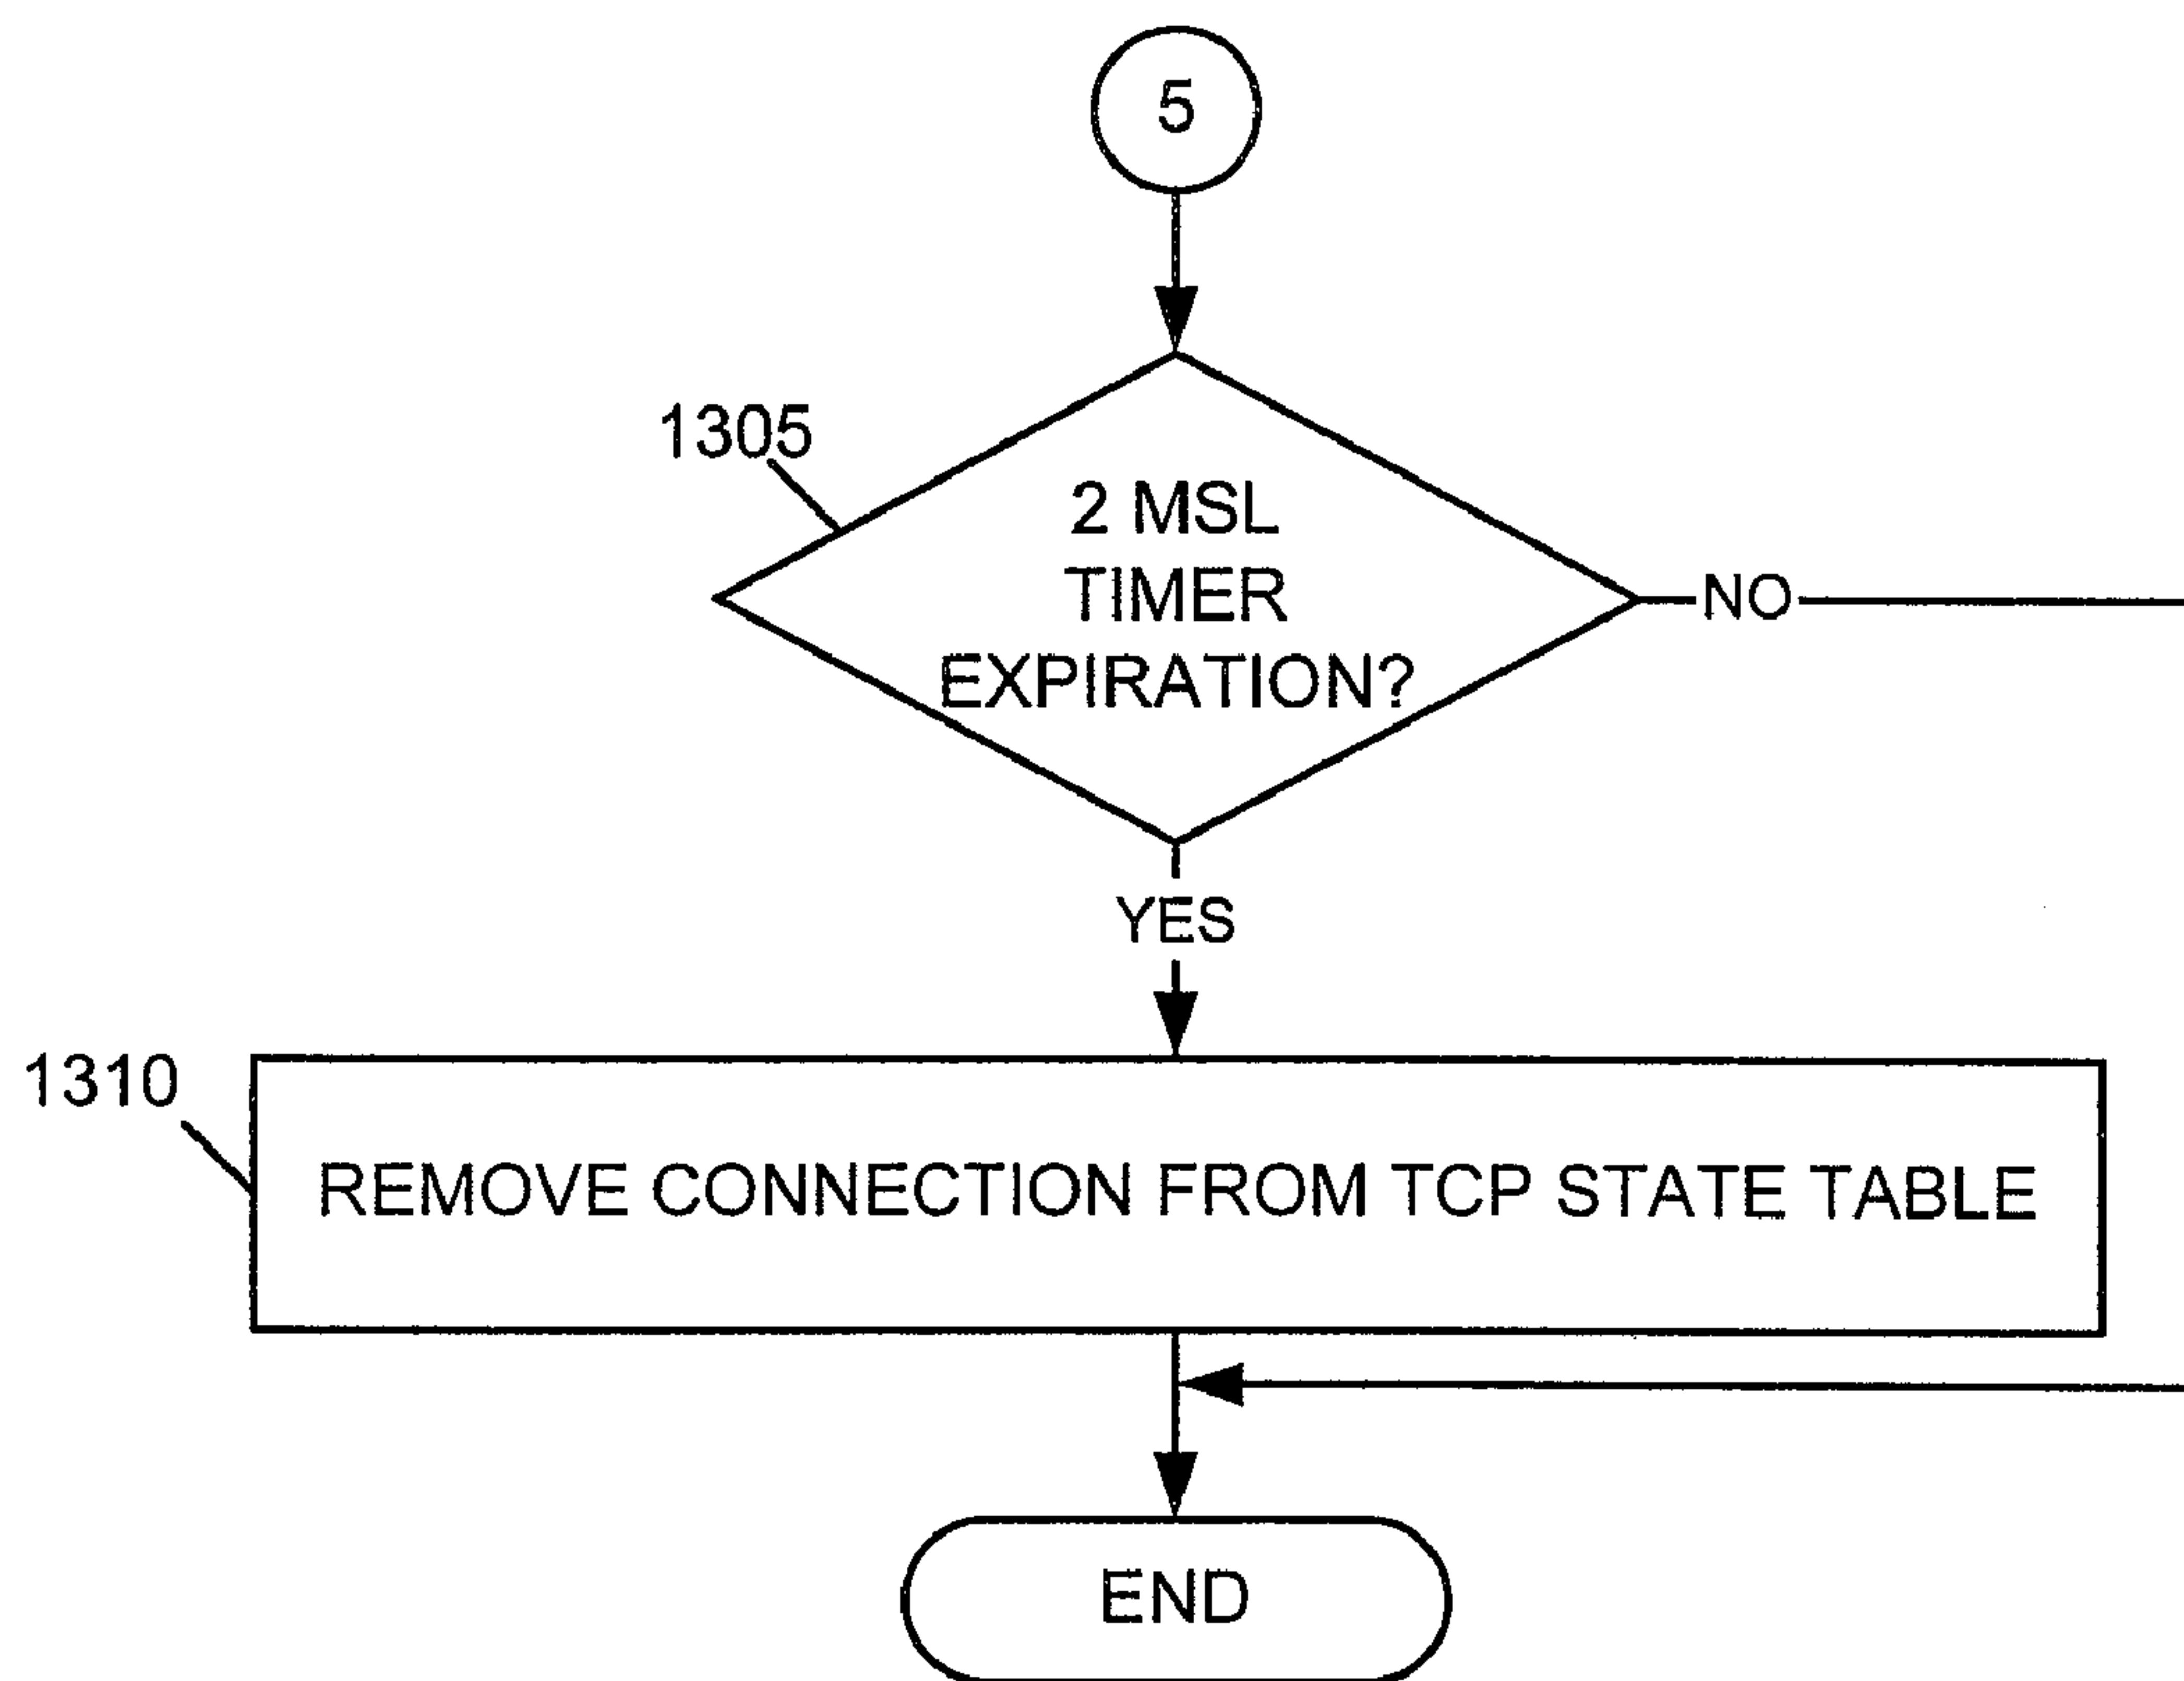 5
1305
2 MSL
TIMER
EXPIRATION?
NO
YES
1310
REMOVE CONNECTION FROM TCP STATE TABLE
END